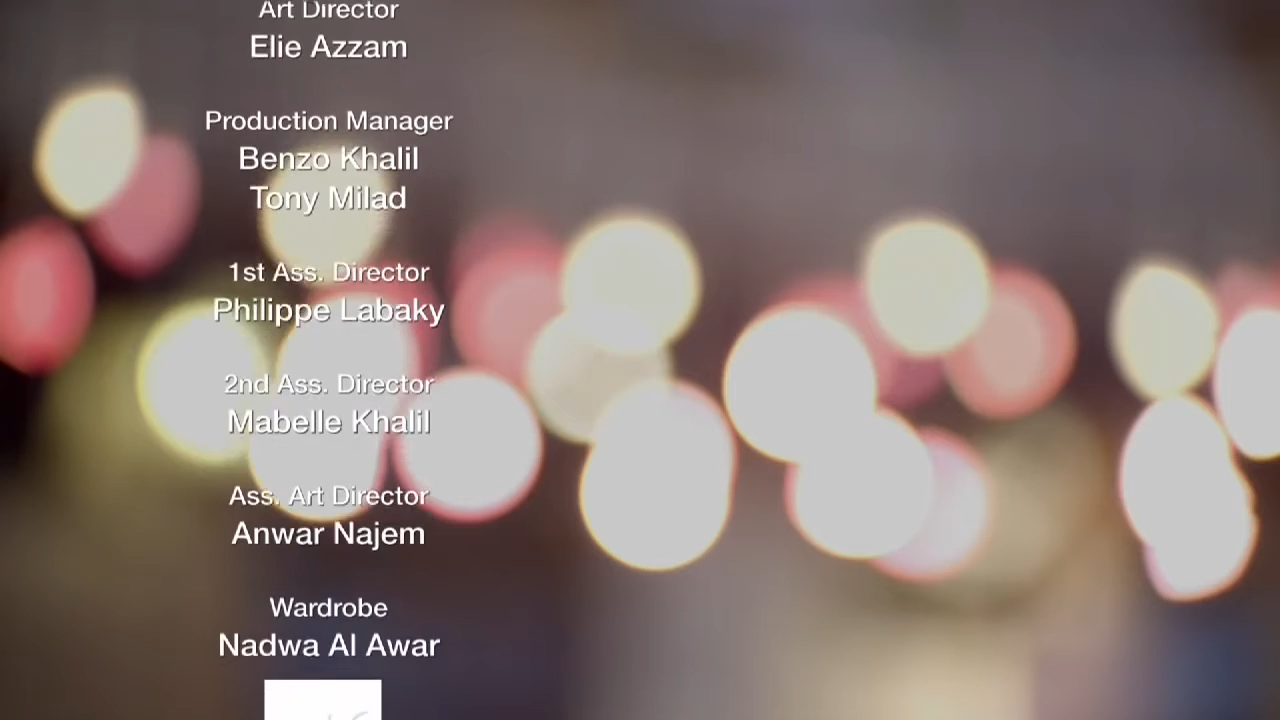 Art Director
Elie Azzam
Production Manager
Benzo Khalil
Tony Milad
1st Ass. Director
Philippe Labaky
2nd Ass. Director
Mabelle Khalil
Ass. Art Director
Anwar Najem
Wardrobe
Nadwa Al Awar